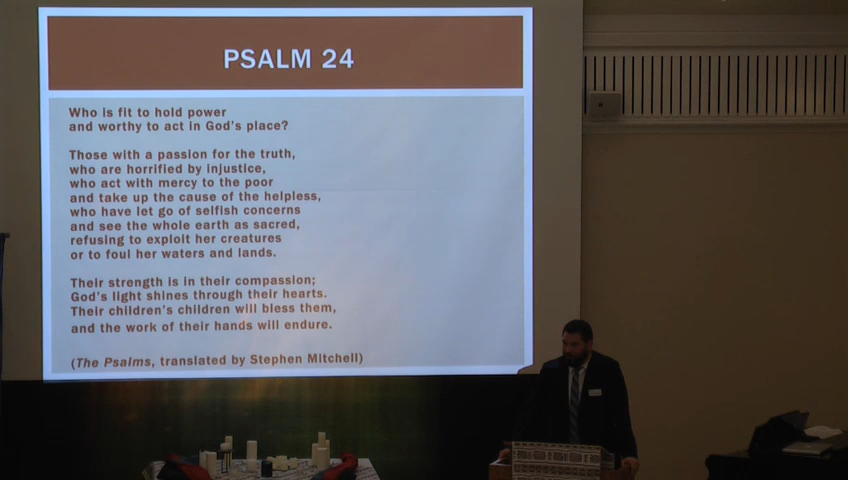 PSALM 24
Who is fit to hold power
and worthy to act in God's place?
Those with a passion for the truth,
who are horrified by injustice,
who act with mercy to the poor
and take up the cause of the helpless,
who have let go of selfish concerns
and see the whole earth as sacred,
refusing to exploit her creatures
or to foul her waters and lands.
Their strength is in their compassion;
God's light shines through their hearts.
Their children's children will bless them,
and the work of their hands will endure.
(The Psalms, translated by Stephen Mitchell)